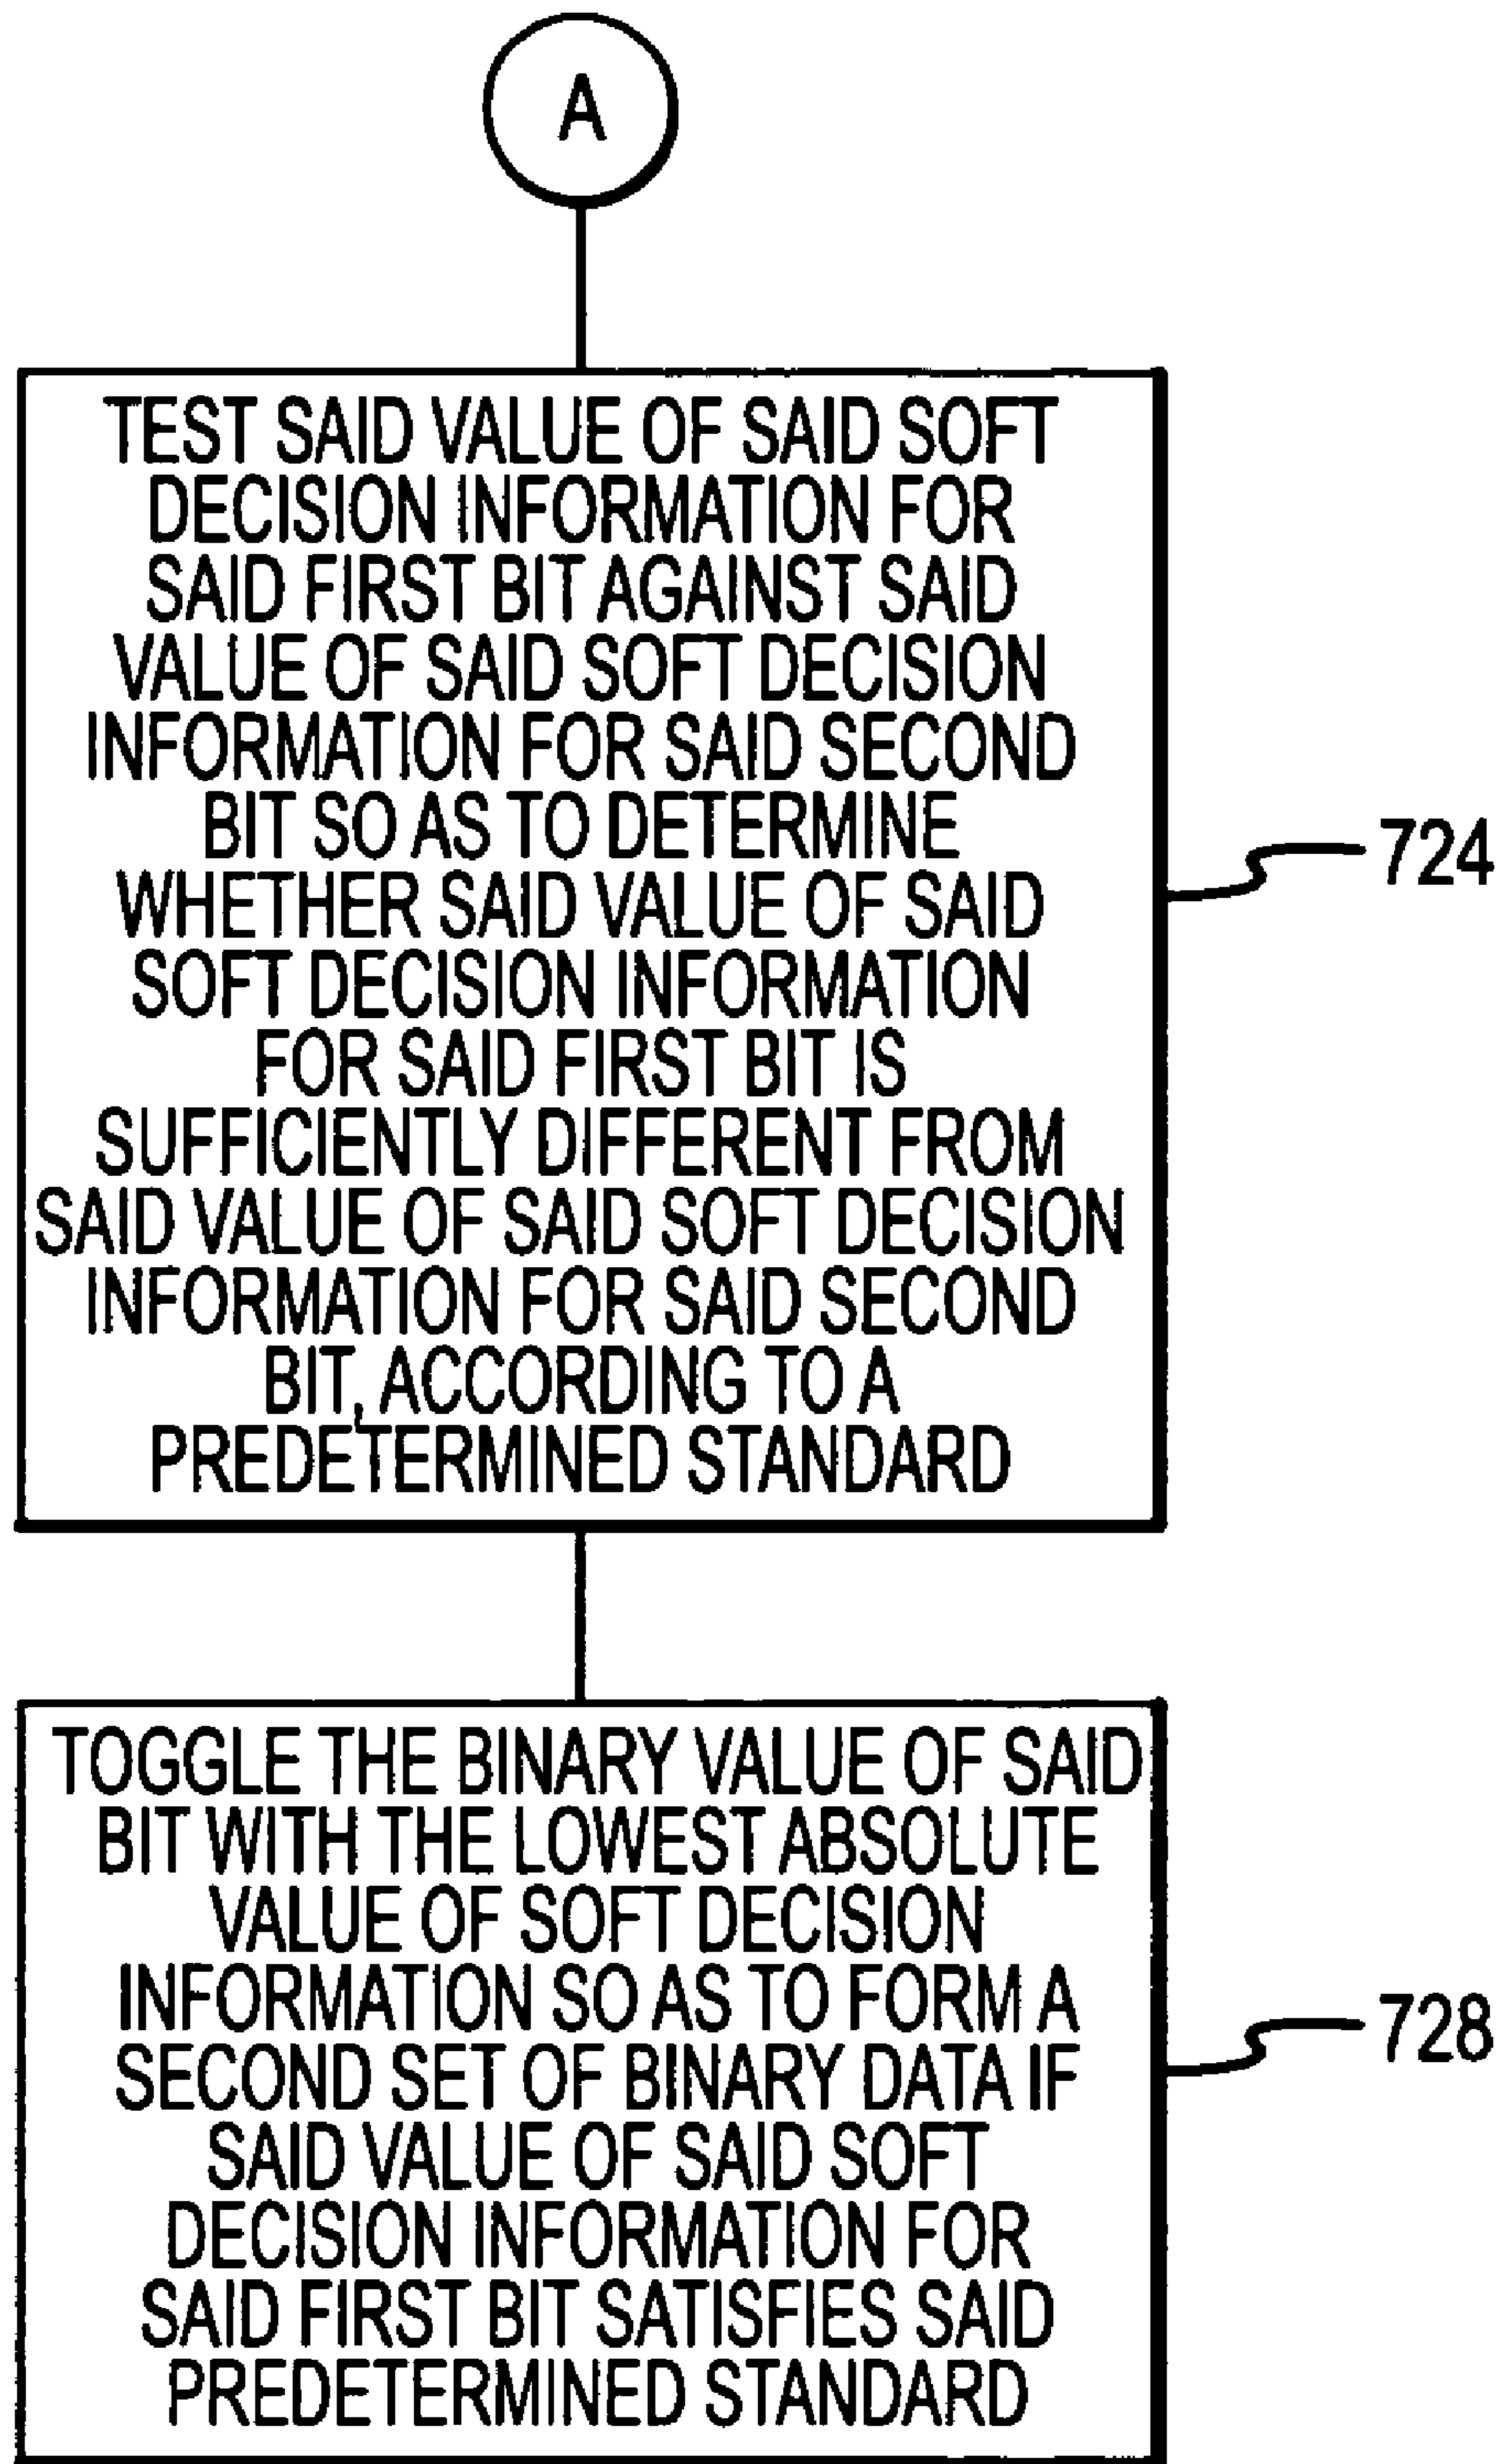 A
TEST SAID VALUE OF SAID SOFT
DECISION INFORMATION FOR
SAID FIRST BIT AGAINST SAID
VALUE OF SAID SOFT DECISION
INFORMATION FOR SAID SECOND
BIT SO AS TO DETERMINE
WHETHER SAID VALUE OF SAID
SOFT DECISION INFORMATION
FOR SAID FIRST BIT IS
SUFFICIENTLY DIFFERENT FROM
SAID VALUE OF SAID SOFT DECISION
INFORMATION FOR SAID SECOND
BIT, ACCORDING TO A
PREDETERMINED STANDARD
724
TOGGLE THE BINARY VALUE OF SAID
BIT WITH THE LOWEST ABSOLUTE
VALUE OF SOFT DECISION
INFORMATION SO AS TO FORM A
SECOND SET OF BINARY DATA IF
SAID VALUE OF SAID SOFT
DECISION INFORMATION FOR
SAID FIRST BIT SATISFIES SAID
PREDETERMINED STANDARD
728